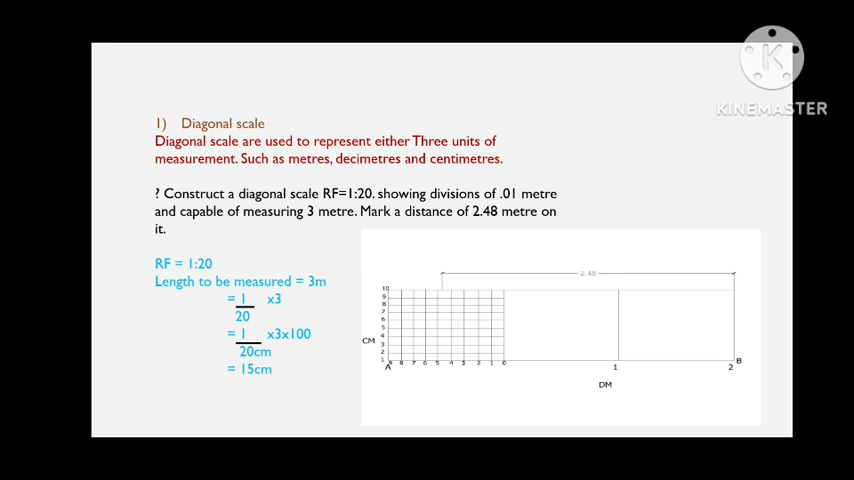 KINEMASTER
1) Diagonal scale
Diagonal scale are used to represent either Three units of
measurement. Such as metres, decimetres and centimetres.
? Construct a diagonal scale RF=1:20. showing divisions of .01 metre
and capable of measuring 3 metre. Mark a distance of 2.48 metre on
it.
RF = 1:20
Length to be measured = 3m
= 1 x3
20
= 1 x3x100
20cm
= 15cm
2.48
10
9
8
7
6
5
4
CM 3
2
1
A 9 8 7 6 5 4 3 2 1 0 1 2 B
DM